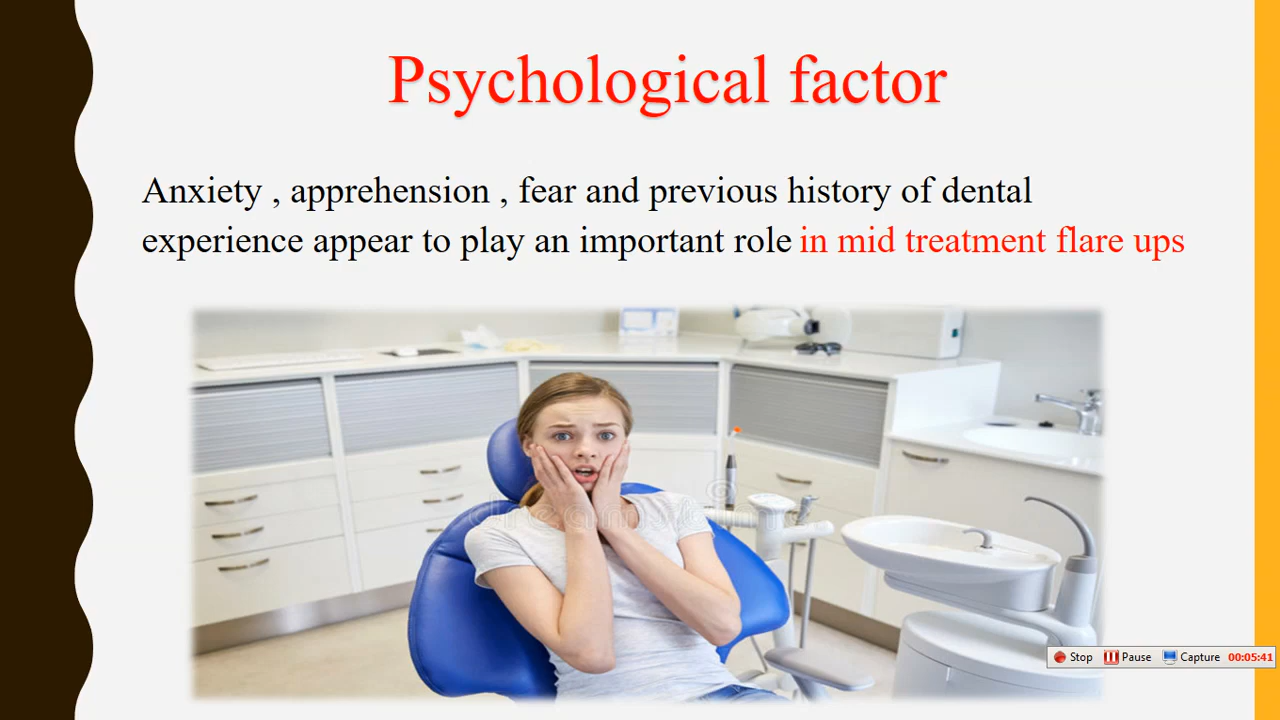 Psychological factor
Anxiety , apprehension , fear and previous history of dental
experience appear to play an important role in mid treatment flare ups
dreamstime
Stop Pause Capture 00:05:41